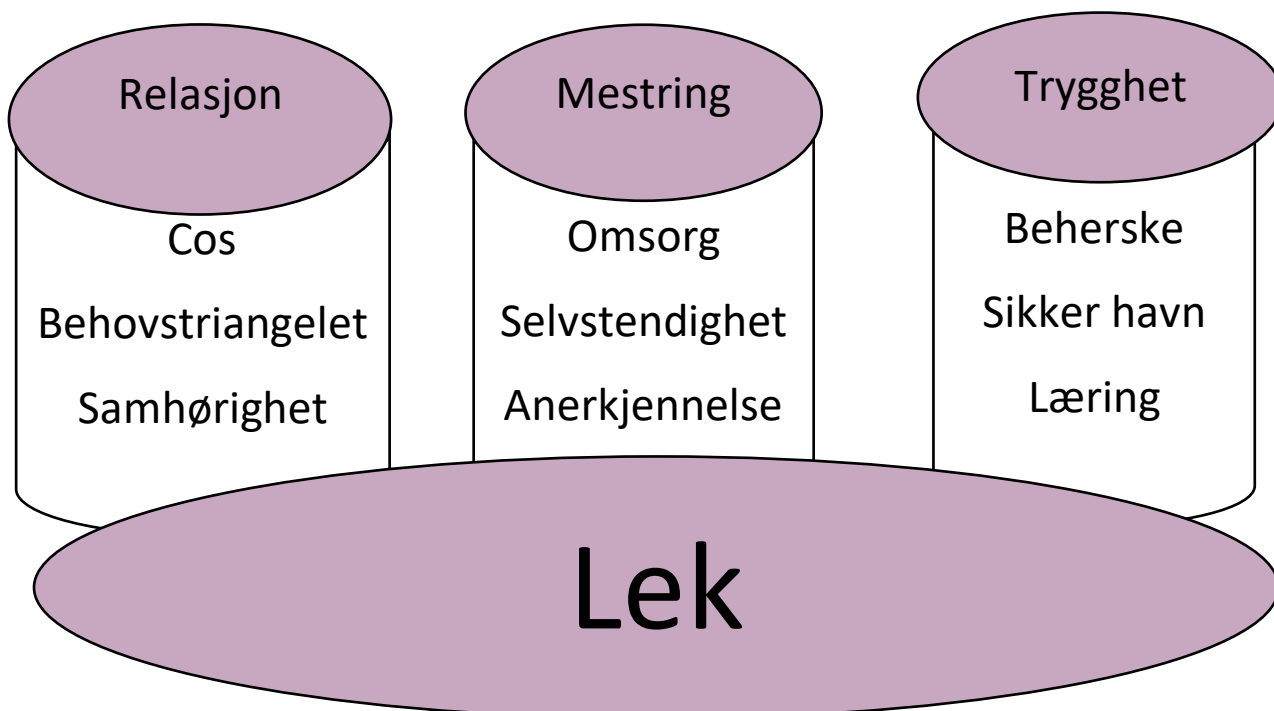 Relasjon
Cos
Behovstriangelet
Samhørighet
Mestring
Omsorg
Selvstendighet
Anerkjennelse
Trygghet
Beherske
Sikker havn
Læring
Lek